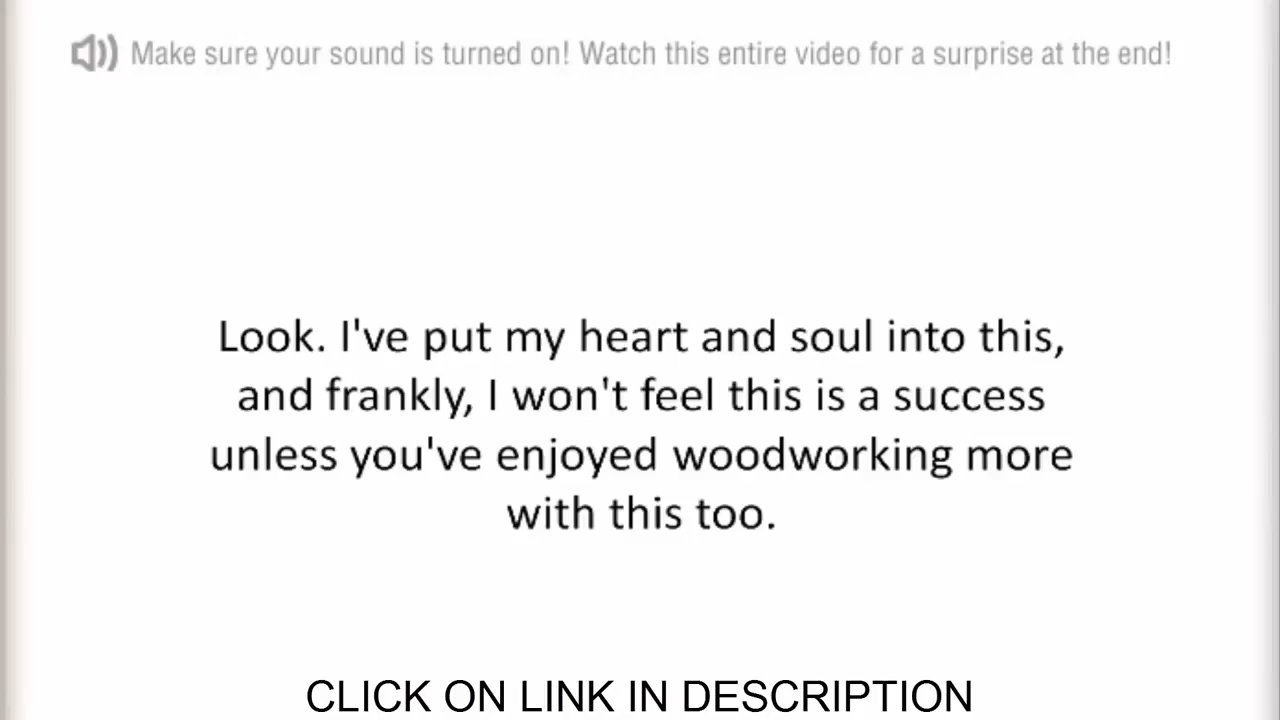 Make sure your sound is turned on! Watch this entire video for a surprise at the end!
Look. I've put my heart and soul into this,
and frankly, I won't feel this is a success
unless you've enjoyed woodworking more
with this too.
CLICK ON LINK IN DESCRIPTION